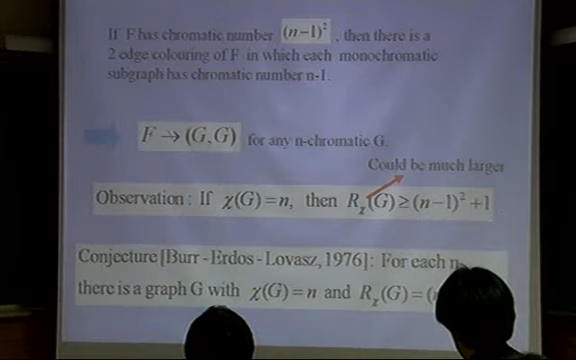 If F has chromatic number (n−1)² , then there is a
2 edge colouring of F in which each monochromatic
subgraph has chromatic number n-1.
F → (G,G) for any n-chromatic G.
Could be much larger
Observation : If χ(G) = n, then R_χ(G) ≥ (n−1)² +1
Conjecture [Burr - Erdos - Lovasz, 1976] : For each n
there is a graph G with χ(G) = n and R_χ(G) = (